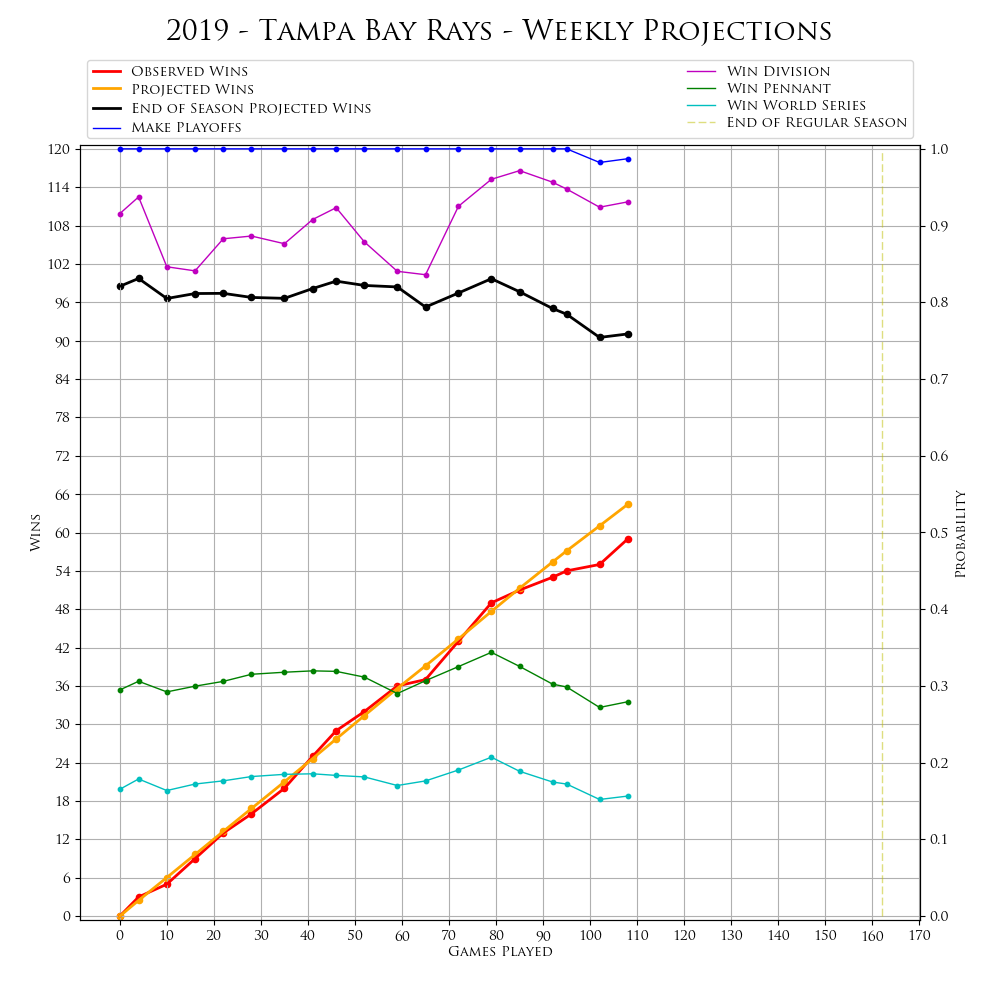 2019 - Tampa Bay Rays - Weekly Projections
Observed Wins
Projected Wins
End of Season Projected Wins
Make Playoffs
Win Division
Win Pennant
Win World Series
End of Regular Season
120
114
108
102
96
90
84
78
72
66
60
54
48
42
36
30
24
18
12
6
0
Wins
1.0
0.9
0.8
0.7
0.6
0.5
0.4
0.3
0.2
0.1
0.0
Probability
0 10 20 30 40 50 60 70 80 90 100 110 120 130 140 150 160 170
Games Played